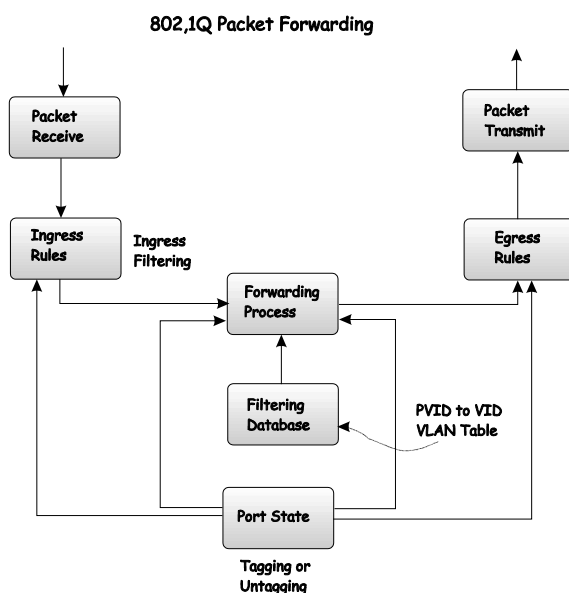 802,1Q Packet Forwarding
Packet
Receive
Packet
Transmit
Ingress
Rules
Ingress
Filtering
Egress
Rules
Forwarding
Process
Filtering
Database
PVID to VID
VLAN Table
Port State
Tagging or
Untagging